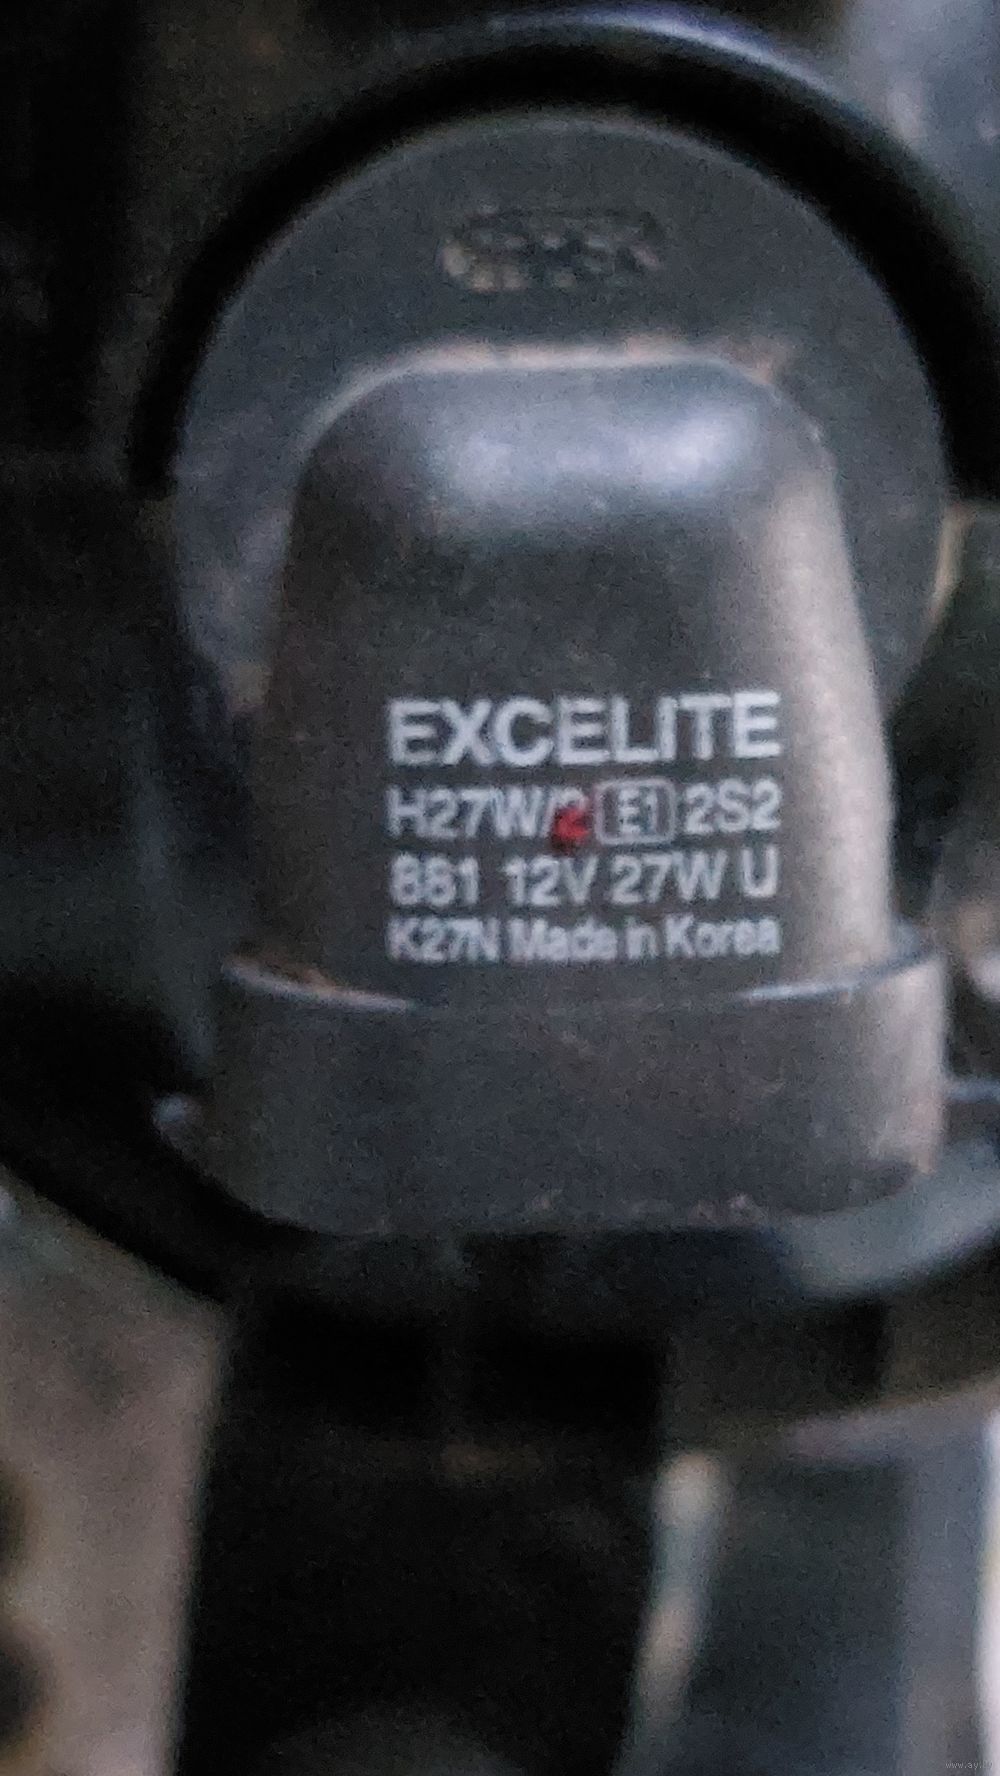 EXCELITE
H27W/2 E1 2S2
881 12V 27W U
K27N Made in Korea